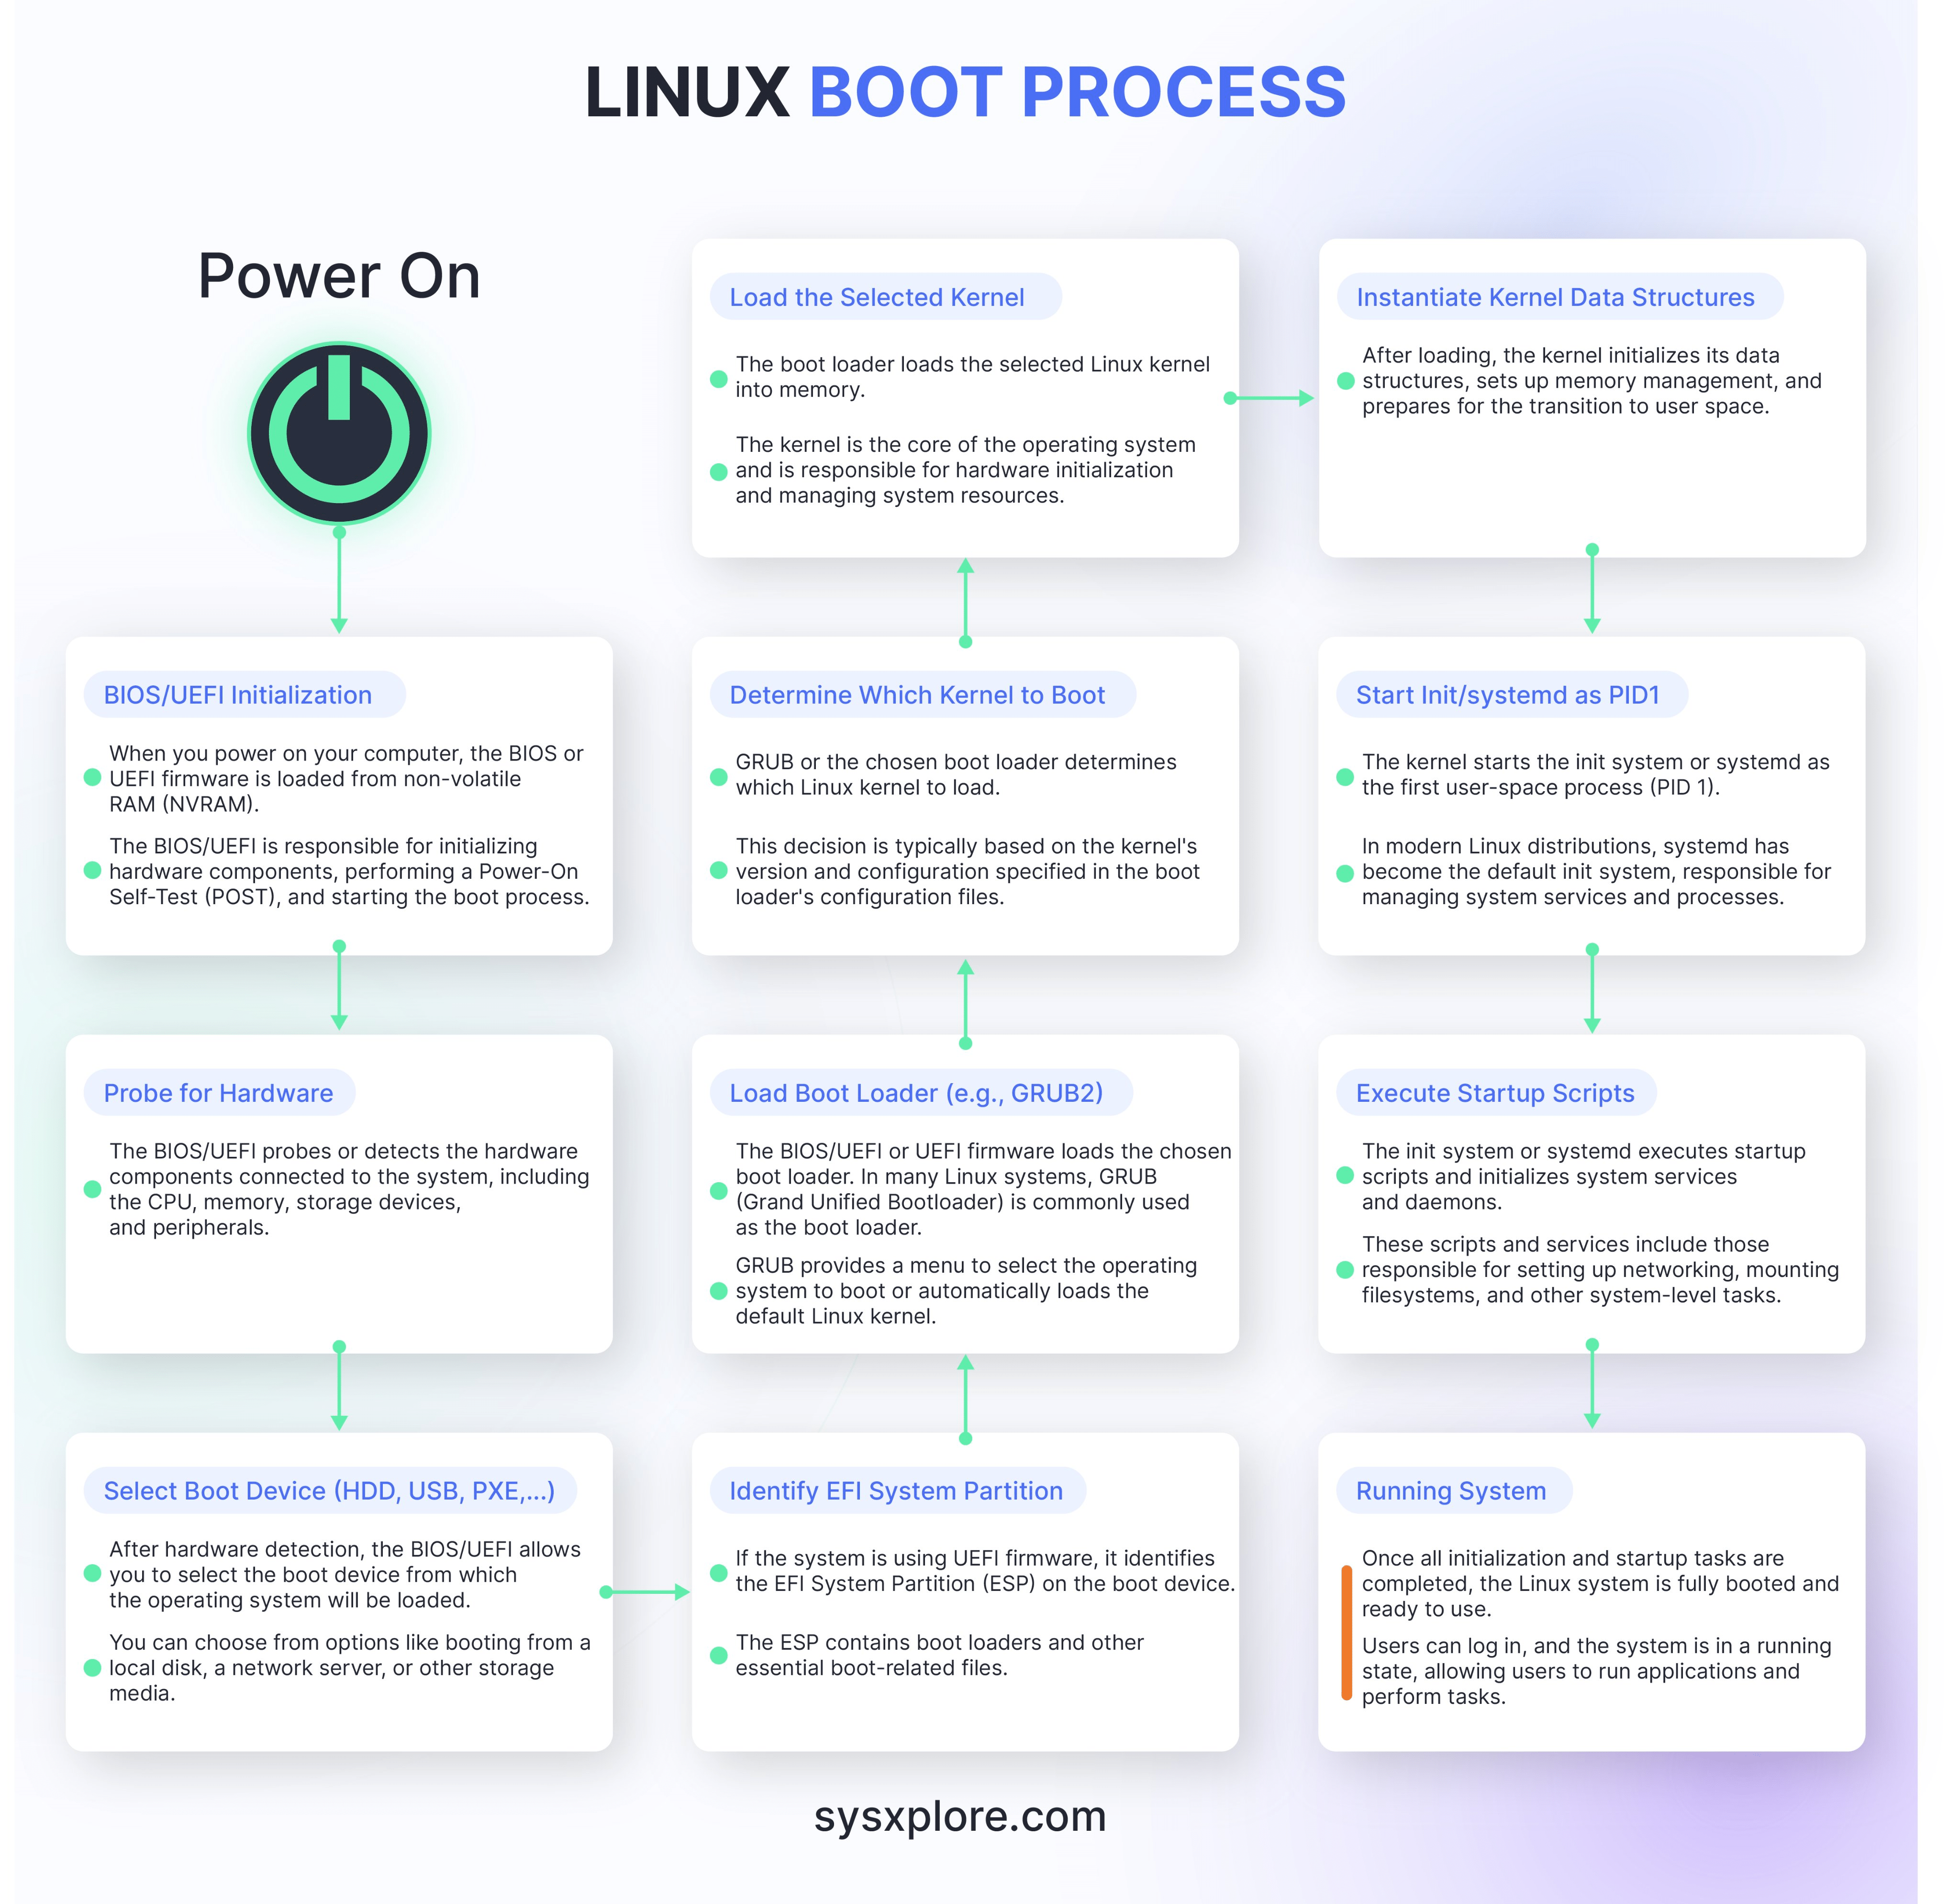 LINUX BOOT PROCESS
Power On
BIOS/UEFI Initialization
When you power on your computer, the BIOS or
UEFI firmware is loaded from non-volatile
RAM (NVRAM).
The BIOS/UEFI is responsible for initializing
hardware components, performing a Power-On
Self-Test (POST), and starting the boot process.
Probe for Hardware
The BIOS/UEFI probes or detects the hardware
components connected to the system, including
the CPU, memory, storage devices,
and peripherals.
Select Boot Device (HDD, USB, PXE,...)
After hardware detection, the BIOS/UEFI allows
you to select the boot device from which
the operating system will be loaded.
You can choose from options like booting from a
local disk, a network server, or other storage
media.
Identify EFI System Partition
If the system is using UEFI firmware, it identifies
the EFI System Partition (ESP) on the boot device.
The ESP contains boot loaders and other
essential boot-related files.
Load Boot Loader (e.g., GRUB2)
The BIOS/UEFI or UEFI firmware loads the chosen
boot loader. In many Linux systems, GRUB
(Grand Unified Bootloader) is commonly used
as the boot loader.
GRUB provides a menu to select the operating
system to boot or automatically loads the
default Linux kernel.
Determine Which Kernel to Boot
GRUB or the chosen boot loader determines
which Linux kernel to load.
This decision is typically based on the kernel's
version and configuration specified in the boot
loader's configuration files.
Load the Selected Kernel
The boot loader loads the selected Linux kernel
into memory.
The kernel is the core of the operating system
and is responsible for hardware initialization
and managing system resources.
Instantiate Kernel Data Structures
After loading, the kernel initializes its data
structures, sets up memory management, and
prepares for the transition to user space.
Start Init/systemd as PID1
The kernel starts the init system or systemd as
the first user-space process (PID 1).
In modern Linux distributions, systemd has
become the default init system, responsible for
managing system services and processes.
Execute Startup Scripts
The init system or systemd executes startup
scripts and initializes system services
and daemons.
These scripts and services include those
responsible for setting up networking, mounting
filesystems, and other system-level tasks.
Running System
Once all initialization and startup tasks are
completed, the Linux system is fully booted and
ready to use.
Users can log in, and the system is in a running
state, allowing users to run applications and
perform tasks.
sysxplore.com